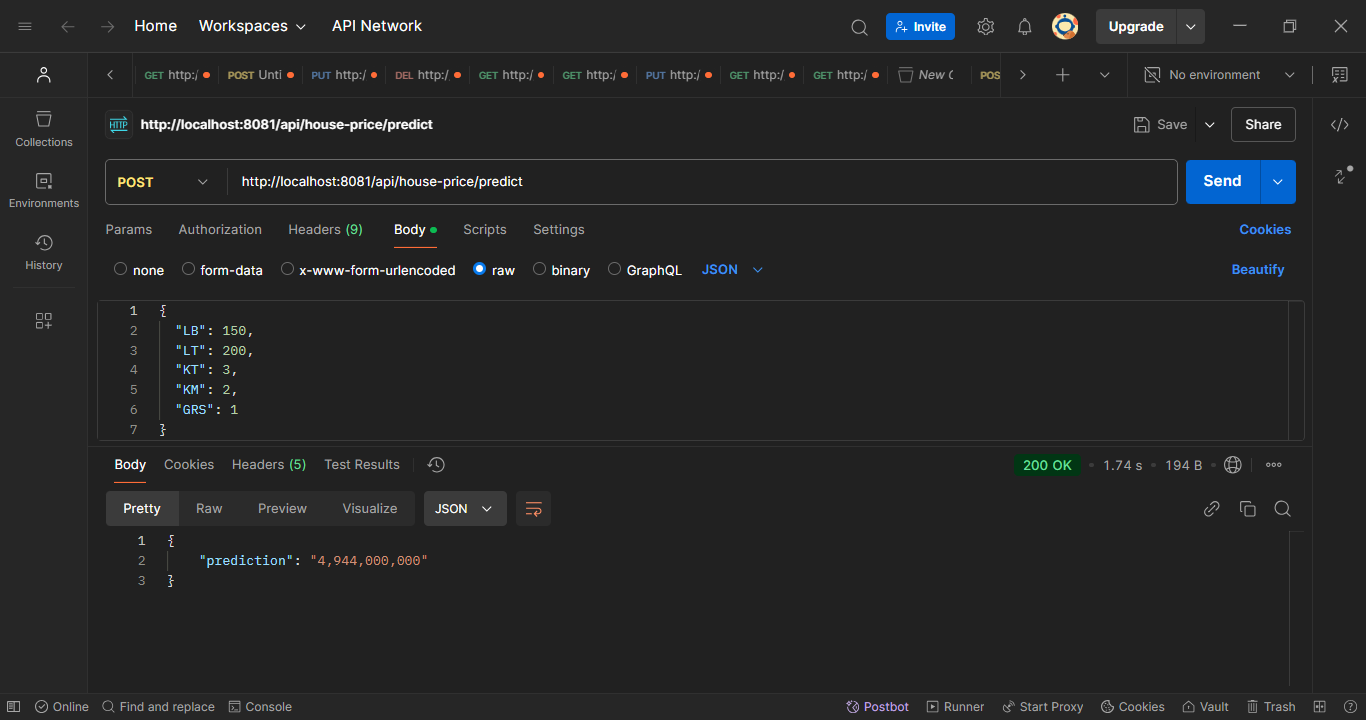 Home Workspaces API Network Invite Upgrade
GET http:/ POST Unti PUT http:/ DEL http:/ GET http:/ GET http:/ PUT http:/ GET http:/ GET http:/ New C POS No environment
HTTP http://localhost:8081/api/house-price/predict Save Share
Collections
POST http://localhost:8081/api/house-price/predict Send
Environments
Params Authorization Headers (9) Body Scripts Settings Cookies
History
none form-data x-www-form-urlencoded raw binary GraphQL JSON Beautify
1 {
2 "LB": 150,
3 "LT": 200,
4 "KT": 3,
5 "KM": 2,
6 "GRS": 1
7 }
Body Cookies Headers (5) Test Results 200 OK 1.74 s 194 B
Pretty Raw Preview Visualize JSON
1 {
2 "prediction": "4,944,000,000"
3 }
Online Find and replace Console Postbot Runner Start Proxy Cookies Vault Trash